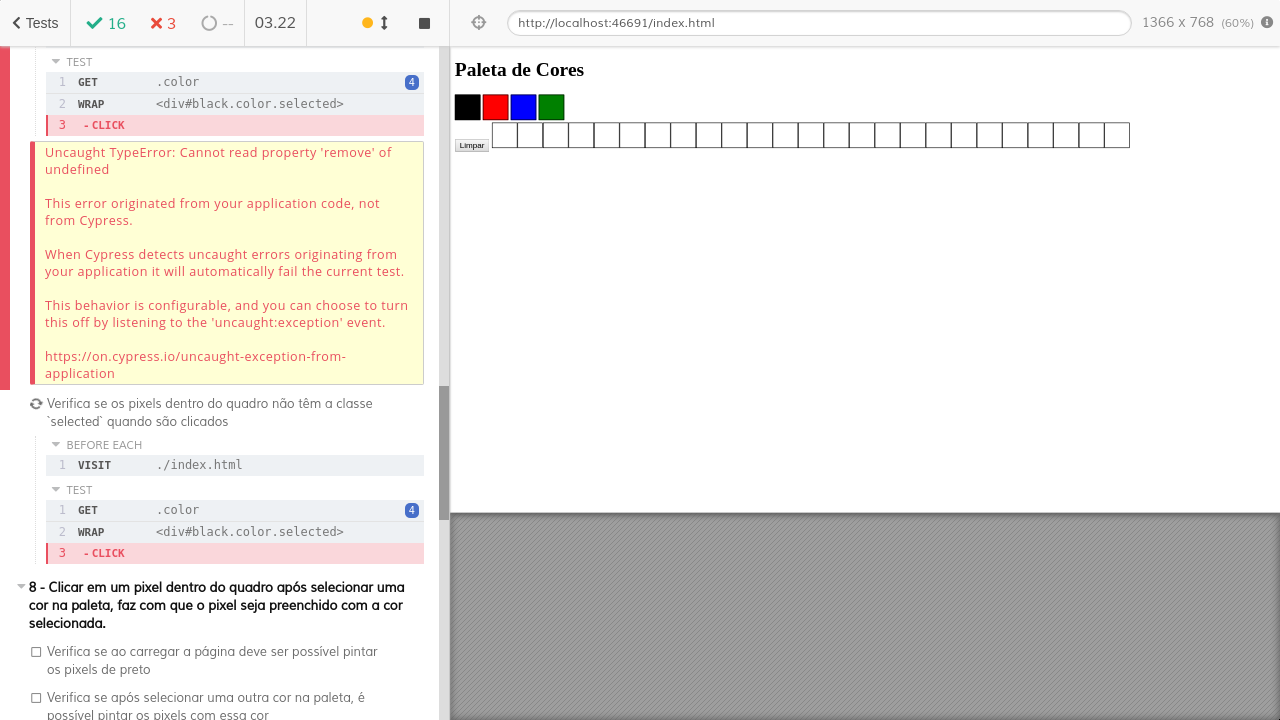 Tests
16
3
--
03.22
http://localhost:46691/index.html
1366 x 768 (60%)
TEST
1 GET .color 4
2 WRAP <div#black.color.selected>
3 -CLICK
Uncaught TypeError: Cannot read property 'remove' of
undefined
This error originated from your application code, not
from Cypress.
When Cypress detects uncaught errors originating from
your application it will automatically fail the current test.
This behavior is configurable, and you can choose to turn
this off by listening to the 'uncaught:exception' event.
https://on.cypress.io/uncaught-exception-from-
application
Verifica se os pixels dentro do quadro não têm a classe
`selected` quando são clicados
BEFORE EACH
1 VISIT ./index.html
TEST
1 GET .color 4
2 WRAP <div#black.color.selected>
3 -CLICK
8 - Clicar em um pixel dentro do quadro após selecionar uma
cor na paleta, faz com que o pixel seja preenchido com a cor
selecionada.
Verifica se ao carregar a página deve ser possível pintar
os pixels de preto
Verifica se após selecionar uma outra cor na paleta, é
possível pintar os pixels com essa cor
Paleta de Cores
Limpar